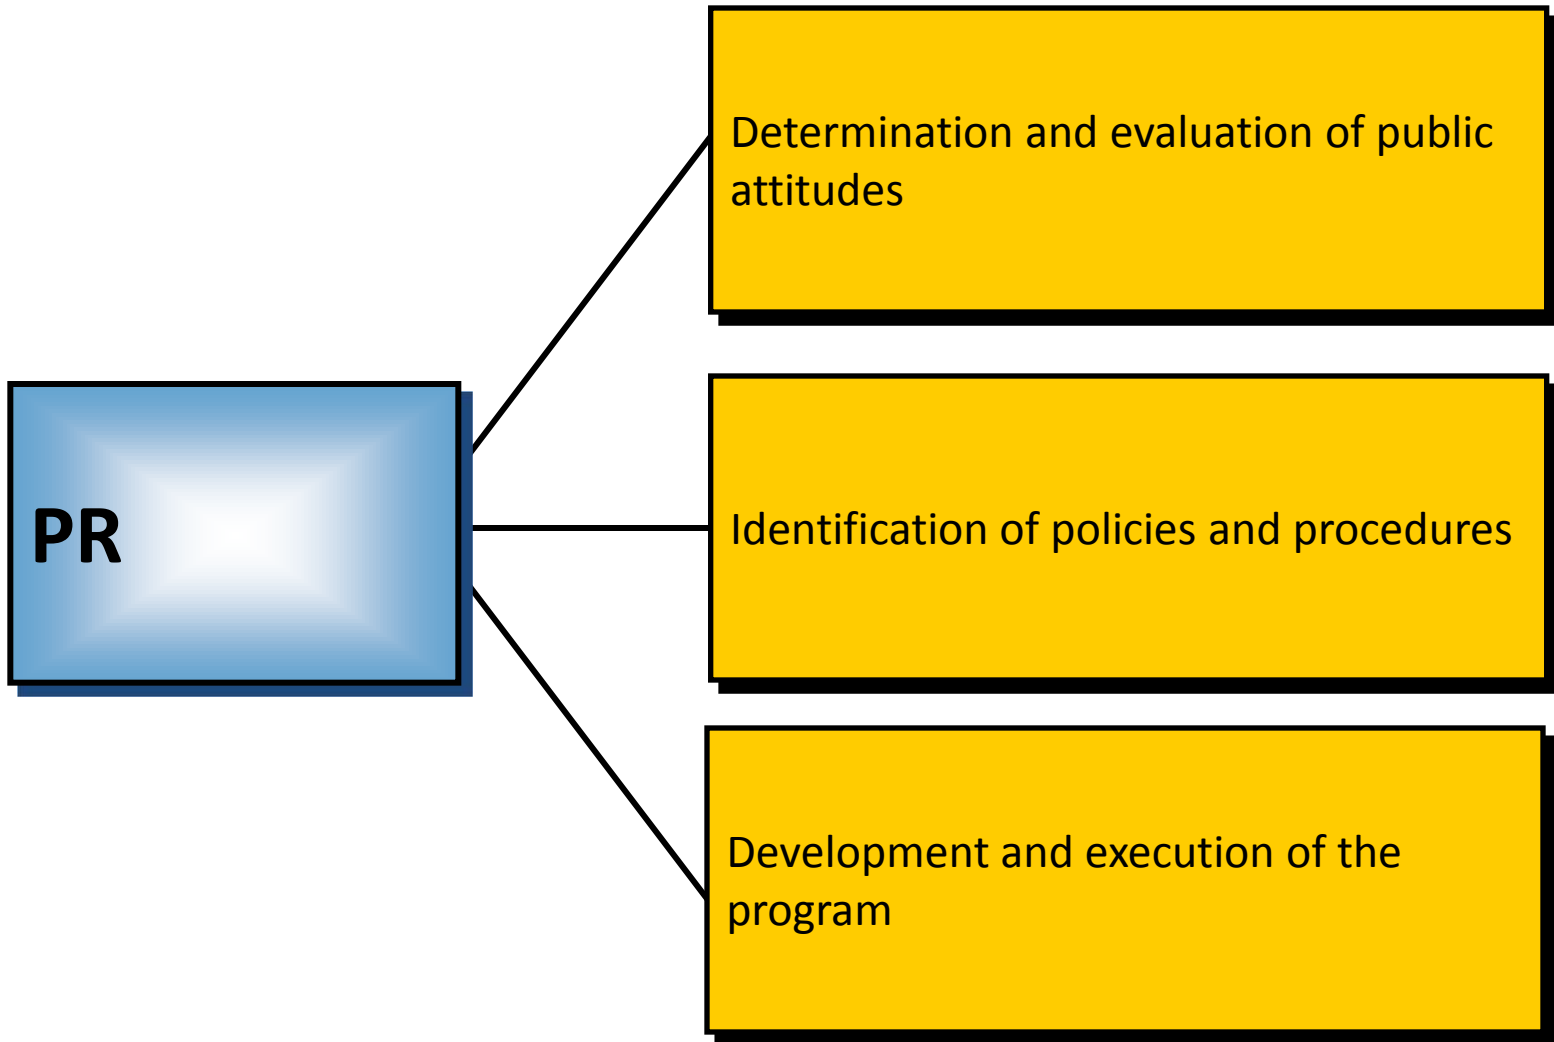 Determination and evaluation of public
attitudes
PR
Identification of policies and procedures
Development and execution of the
program